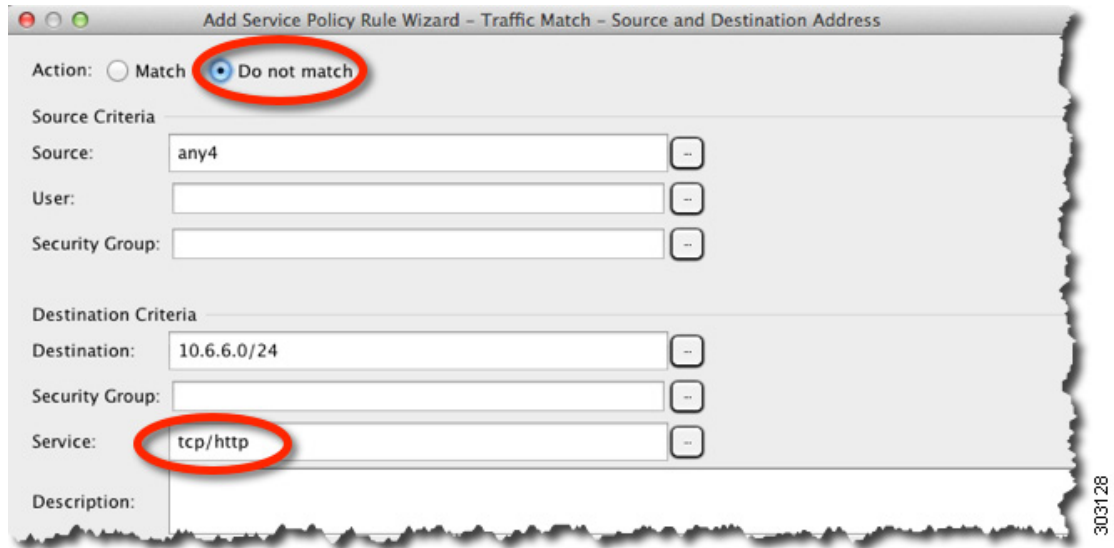 Add Service Policy Rule Wizard – Traffic Match – Source and Destination Address
Action: Match Do not match
Source Criteria
Source: any4 ...
User: ...
Security Group: ...
Destination Criteria
Destination: 10.6.6.0/24 ...
Security Group: ...
Service: tcp/http ...
Description:
303128